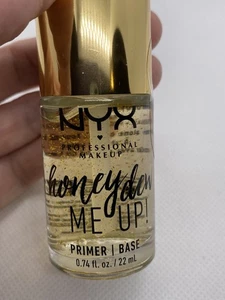 NYX
PROFESSIONAL
MAKEUP
honeydew
ME UP!
PRIMER | BASE
0.74 fl. oz. / 22 mL